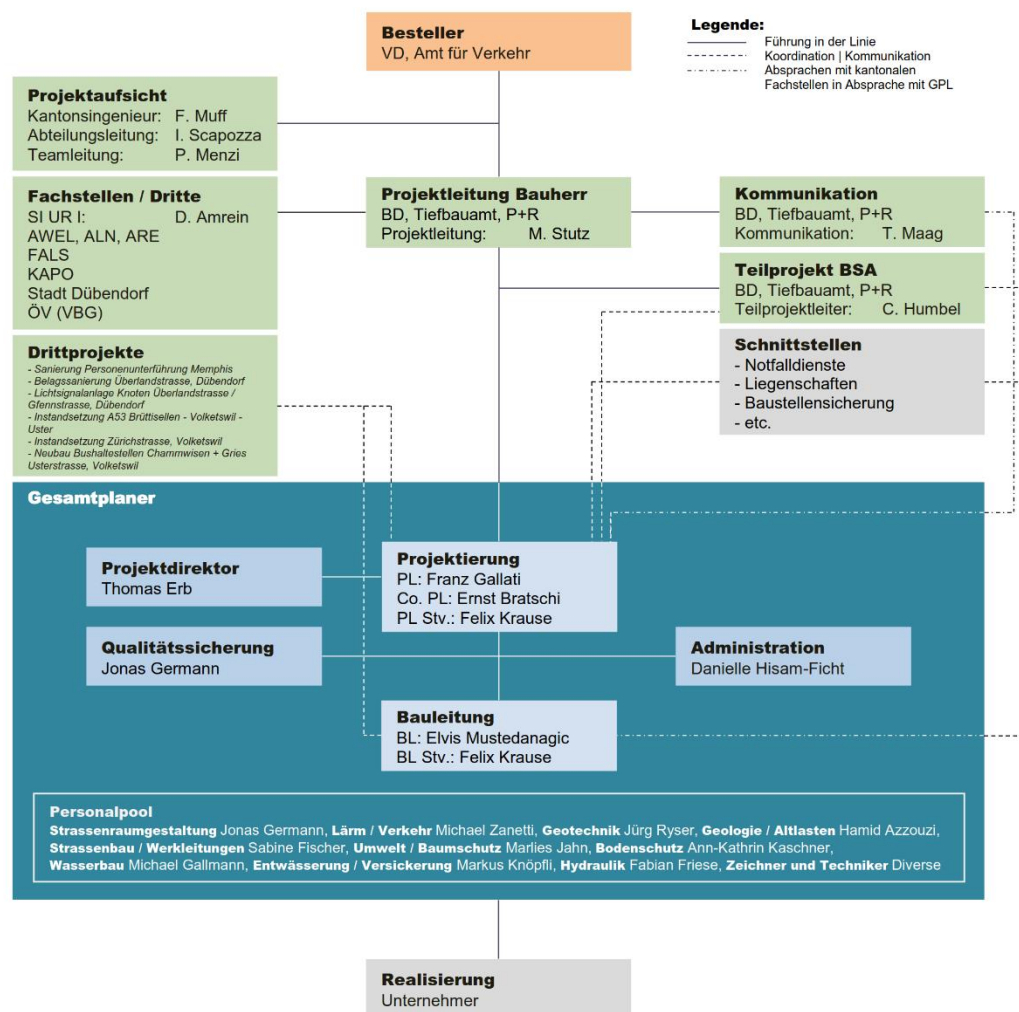 Besteller
VD, Amt für Verkehr
Legende:
Führung in der Linie
Koordination | Kommunikation
Absprachen mit kantonalen
Fachstellen in Absprache mit GPL
Projektaufsicht
Kantonsingenieur: F. Muff
Abteilungsleitung: I. Scapozza
Teamleitung: P. Menzi
Fachstellen / Dritte
SI UR I: D. Amrein
AWEL, ALN, ARE
FALS
KAPO
Stadt Dübendorf
ÖV (VBG)
Projektleitung Bauherr
BD, Tiefbauamt, P+R
Projektleitung: M. Stutz
Kommunikation
BD, Tiefbauamt, P+R
Kommunikation: T. Maag
Teilprojekt BSA
BD, Tiefbauamt, P+R
Teilprojektleiter: C. Humbel
Drittprojekte
- Sanierung Personenunterführung Memphis
- Belagssanierung Überlandstrasse, Dübendorf
- Lichtsignalanlage Knoten Überlandstrasse /
Gfennstrasse, Dübendorf
- Instandsetzung A53 Brüttisellen - Volketswil -
Uster
- Instandsetzung Zürichstrasse, Volketswil
- Neubau Bushaltestellen Chammwisen + Gries
Usterstrasse, Volketswil
Schnittstellen
- Notfalldienste
- Liegenschaften
- Baustellensicherung
- etc.
Gesamtplaner
Projektdirektor
Thomas Erb
Projektierung
PL: Franz Gallati
Co. PL: Ernst Bratschi
PL Stv.: Felix Krause
Qualitätssicherung
Jonas Germann
Administration
Danielle Hisam-Ficht
Bauleitung
BL: Elvis Mustedanagic
BL Stv.: Felix Krause
Personalpool
Strassenraumgestaltung Jonas Germann, Lärm / Verkehr Michael Zanetti, Geotechnik Jürg Ryser, Geologie / Altlasten Hamid Azzouzi,
Strassenbau / Werkleitungen Sabine Fischer, Umwelt / Baumschutz Marlies Jahn, Bodenschutz Ann-Kathrin Kaschner,
Wasserbau Michael Gallmann, Entwässerung / Versickerung Markus Knöpfli, Hydraulik Fabian Friese, Zeichner und Techniker Diverse
Realisierung
Unternehmer